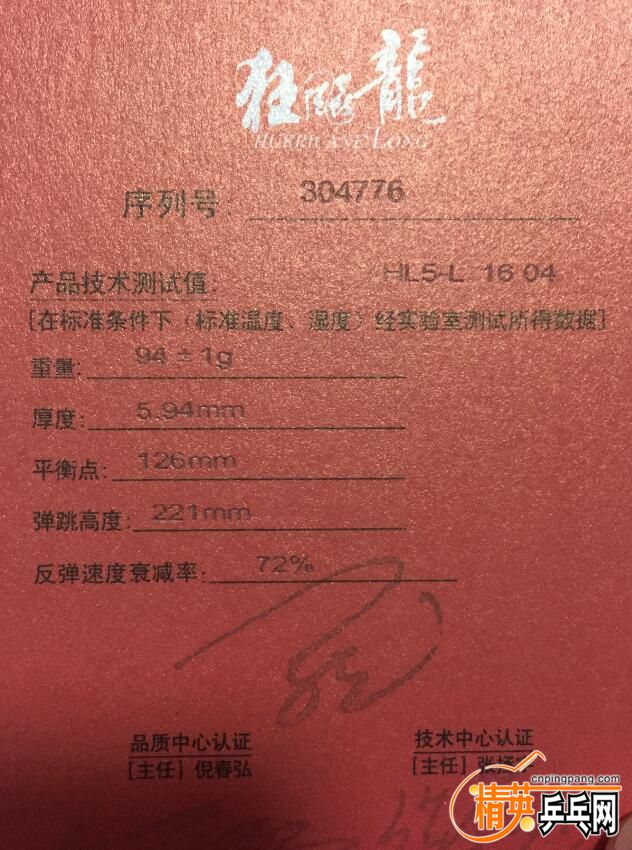 狂飚龍
HURRICANE LONG
序列号: 304776
产品技术测试值: HL5-L 16 04
[在标准条件下(标准温度、湿度)经实验室测试所得数据]
重量: 94±1g
厚度: 5.94mm
平衡点: 126mm
弹跳高度: 221mm
反弹速度衰减率: 72%
品质中心认证 技术中心认证
[主任] 倪春弘 [主任] 张
cnpingpang.com
精英乒乓网